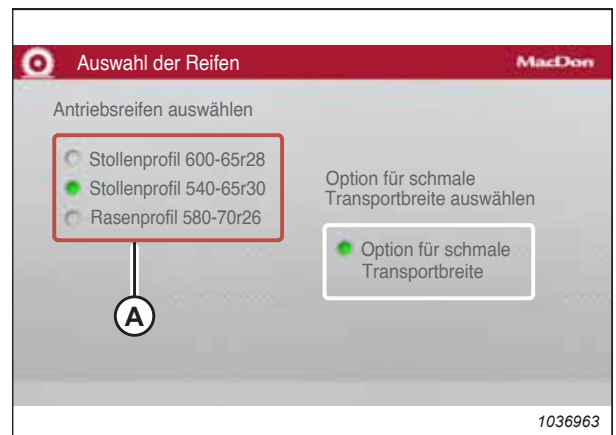 Auswahl der Reifen
MacDon
Antriebsreifen auswählen
Stollenprofil 600-65r28
Stollenprofil 540-65r30
Rasenprofil 580-70r26
Option für schmale
Transportbreite auswählen
Option für schmale
Transportbreite
A
1036963